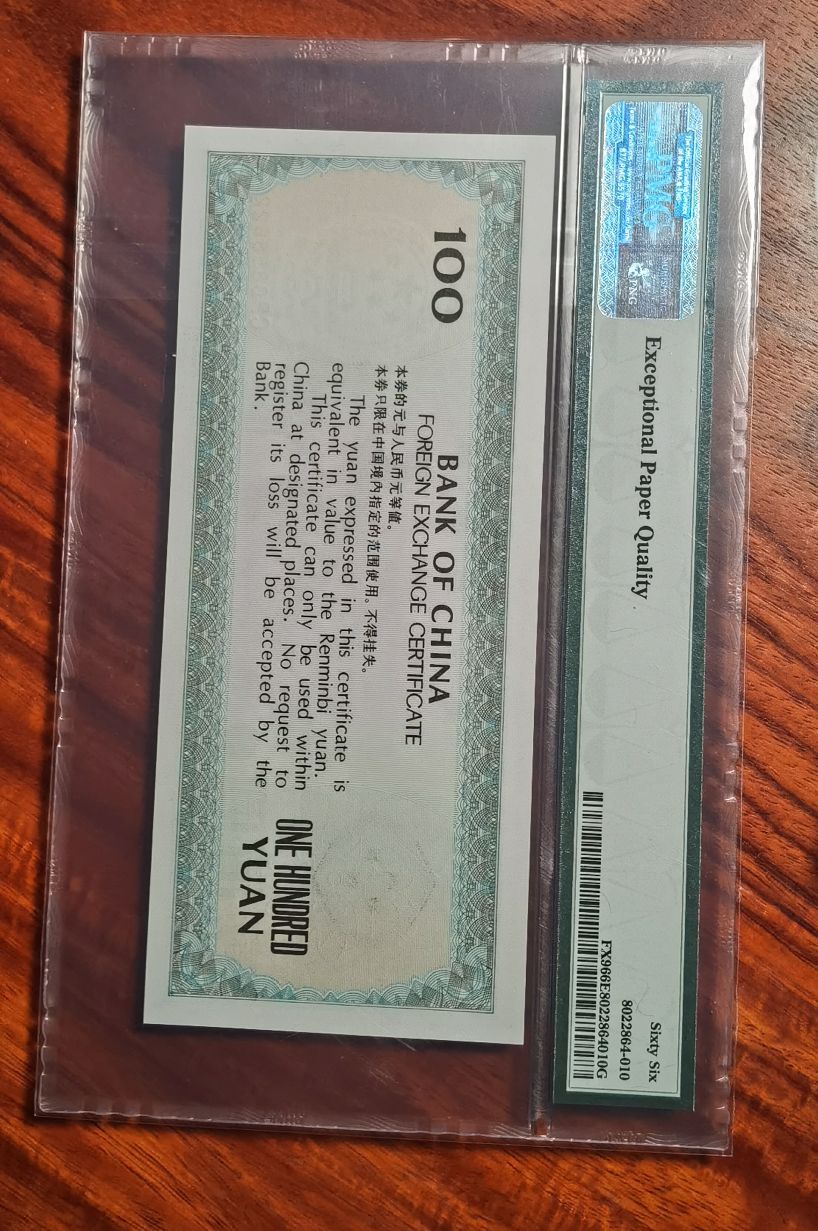 PMG
Exceptional Paper Quality
Sixty Six
8022864-010
FX966E8022864010G
100
BANK OF CHINA
FOREIGN EXCHANGE CERTIFICATE
本券的元与人民币元等值。
本券只限在中国境内指定的范围使用。不得挂失。
The yuan expressed in this certificate is
equivalent in value to the Renminbi yuan.
This certificate can only be used within
China at designated places. No request to
register its loss will be accepted by the
Bank.
ONE HUNDRED
YUAN